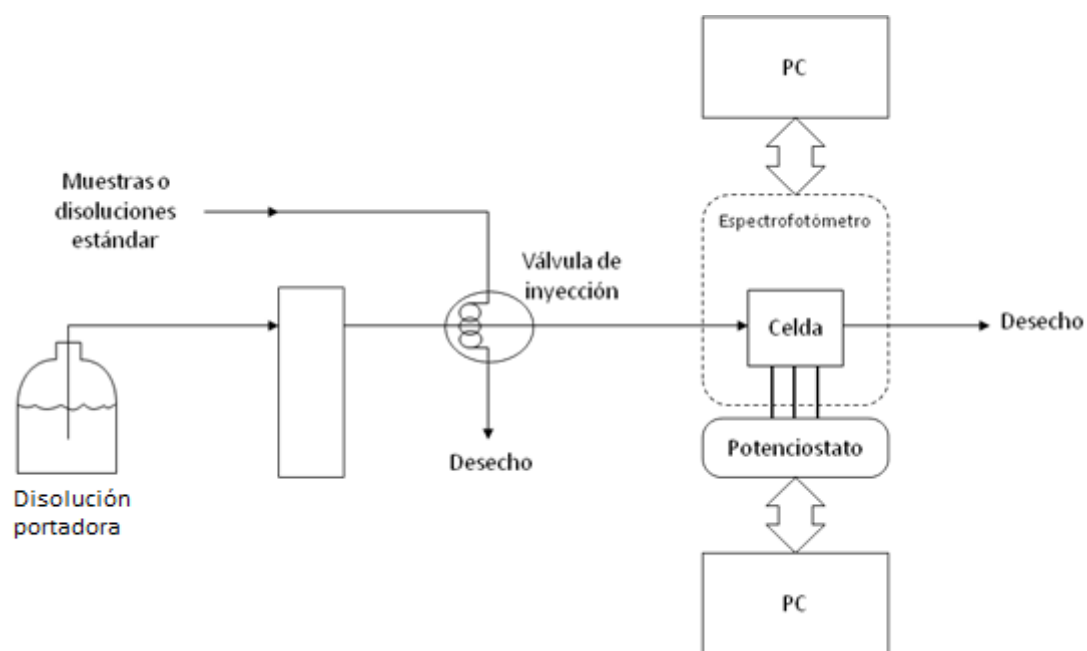 PC
Muestras o
disoluciones
estándar
Espectrofotómetro
Válvula de
inyección
Celda
Desecho
Desecho
Potenciostato
Disolución
portadora
PC